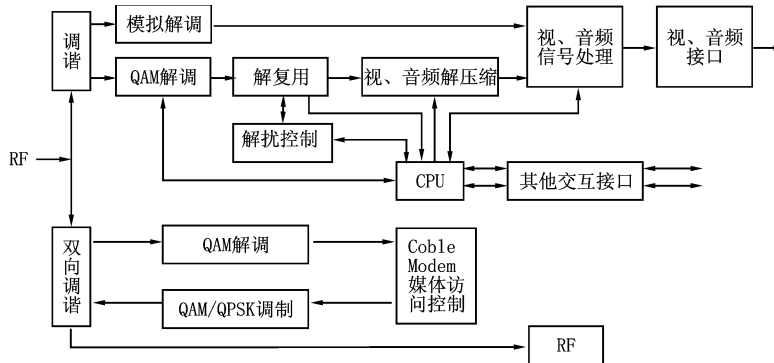 调
谐
模拟解调
QAM解调
解复用
视、音频解压缩
视、音频
信号处理
视、音频
接口
解扰控制
RF
CPU
其他交互接口
双
向
调
谐
QAM解调
QAM/QPSK调制
Coble
Modem
媒体访
问控制
RF